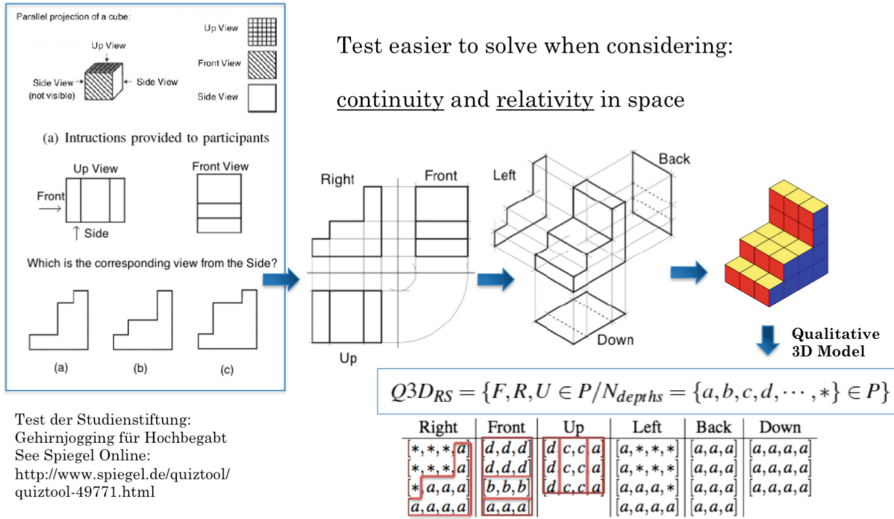 Parallel projection of a cube:
Up View
Up View
Front View
Side View
(not visible)
Side View
Side View
(a) Intructions provided to participants
Up View
Front View
Front
Side
Which is the corresponding view from the Side?
(a)
(b)
(c)
Test der Studienstiftung:
Gehirnjogging für Hochbegabt
See Spiegel Online:
http://www.spiegel.de/quiztool/
quiztool-49771.html
Test easier to solve when considering:
continuity and relativity in space
Right
Front
Up
Left
Back
Down
Qualitative
3D Model
Q3D_RS = {F, R, U ∈ P/N_depths = {a, b, c, d, ⋯, *} ∈ P}
Right Front Up Left Back Down
[*,*,*,a] [d,d,d] [d,c,c,a] [a,*,*,*] [a,a,a] [a,a,a,a]
[*,*,*,a] [d,d,d] [d,c,c,a] [a,*,*,*] [a,a,a] [a,a,a,a]
[*,a,a,a] [b,b,b] [d,c,c,a] [a,a,a,*] [a,a,a] [a,a,a,a]
[a,a,a,a] [a,a,a] [a,a,a,a] [a,a,a]